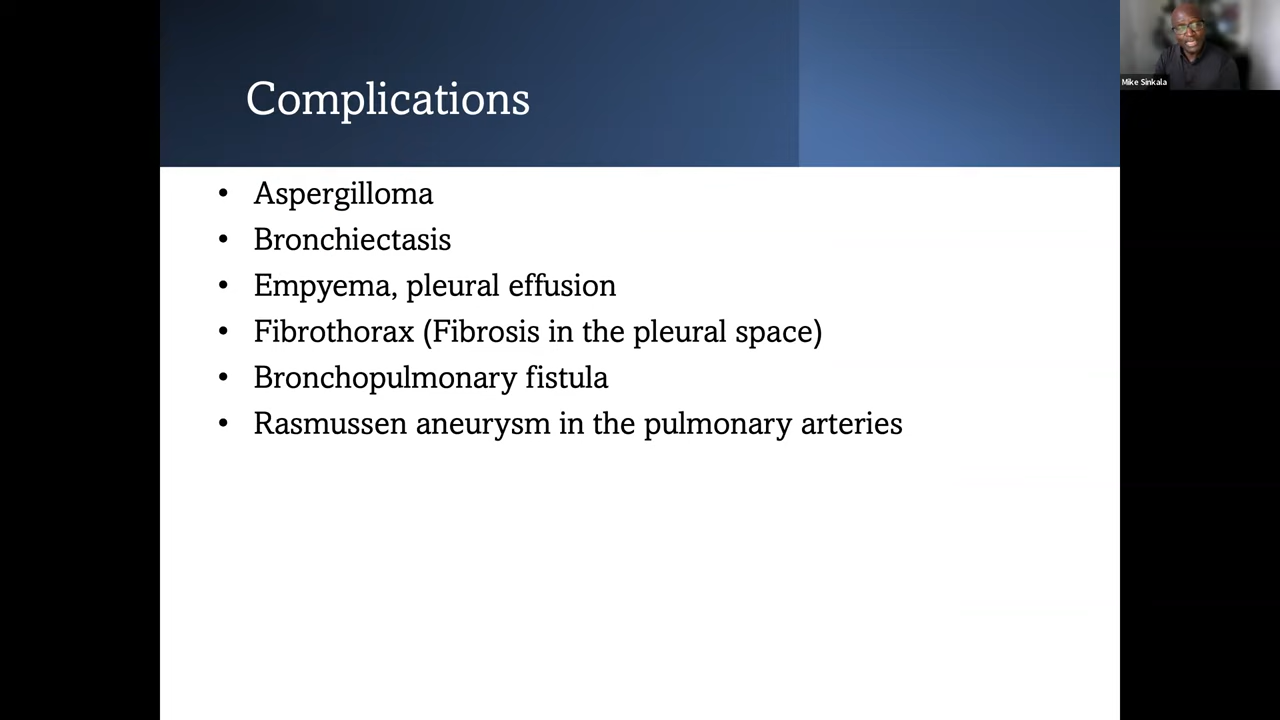 Complications
Mike Sinkala
• Aspergilloma
• Bronchiectasis
• Empyema, pleural effusion
• Fibrothorax (Fibrosis in the pleural space)
• Bronchopulmonary fistula
• Rasmussen aneurysm in the pulmonary arteries